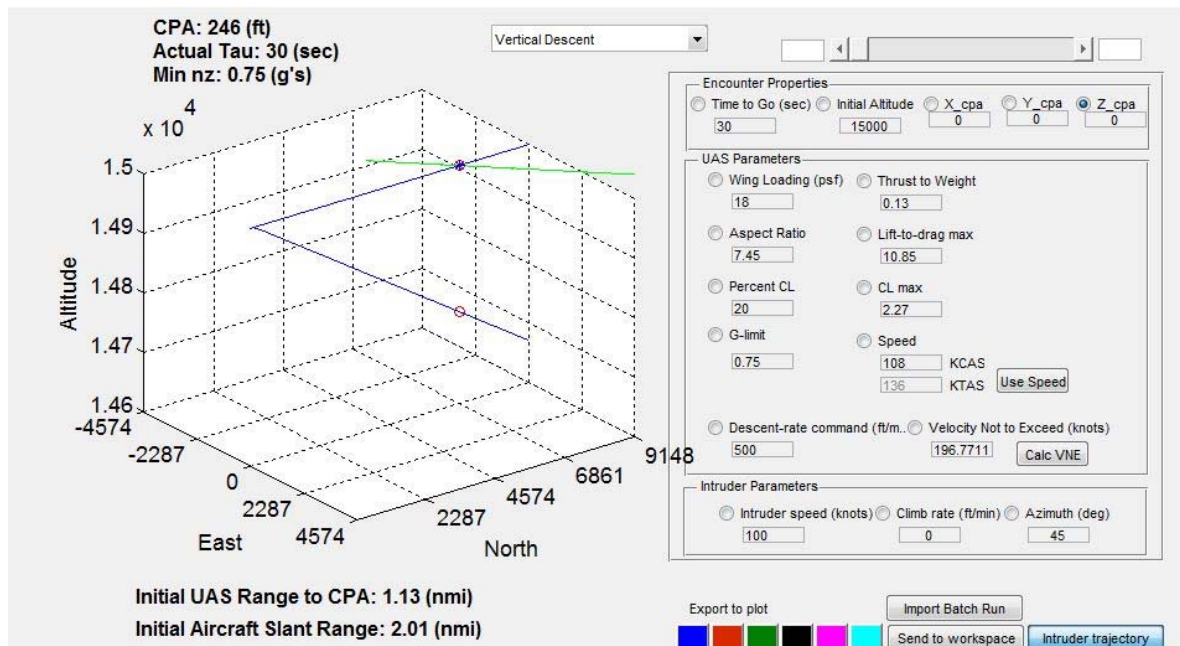 CPA: 246 (ft)
Actual Tau: 30 (sec)
Min nz: 0.75 (g's)
Vertical Descent
x 10
4
1.5
1.49
1.48
1.47
1.46
Altitude
-4574
-2287
0
2287
4574
East
2287
4574
6861
9148
North
Initial UAS Range to CPA: 1.13 (nmi)
Initial Aircraft Slant Range: 2.01 (nmi)
Encounter Properties
Time to Go (sec) Initial Altitude X_cpa Y_cpa Z_cpa
30 15000 0 0 0
UAS Parameters
Wing Loading (psf) Thrust to Weight
18 0.13
Aspect Ratio Lift-to-drag max
7.45 10.85
Percent CL CL max
20 2.27
G-limit Speed
0.75 108 KCAS
136 KTAS Use Speed
Descent-rate command (ft/m.. Velocity Not to Exceed (knots)
500 196.7711 Calc VNE
Intruder Parameters
Intruder speed (knots) Climb rate (ft/min) Azimuth (deg)
100 0 45
Export to plot Import Batch Run
Send to workspace Intruder trajectory